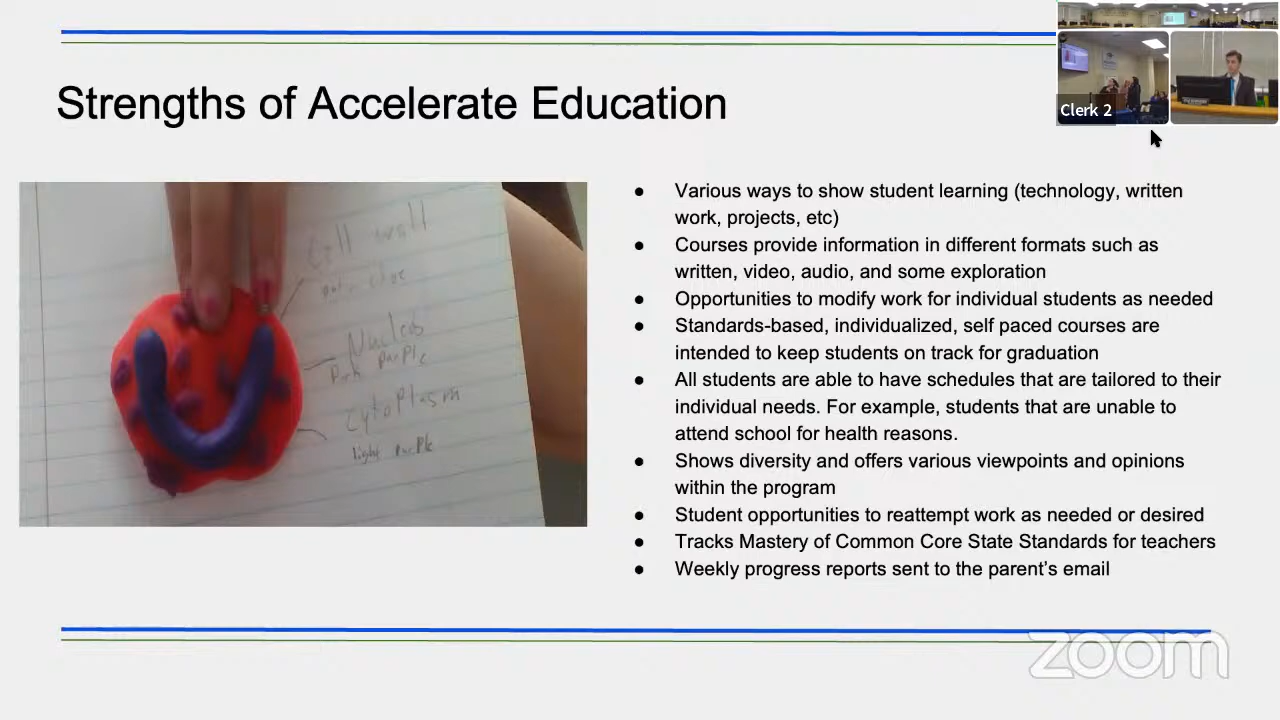 Clerk 2
Strengths of Accelerate Education
Cell wall
Nucleus
Dark purple
Cytoplasm
light purple
● Various ways to show student learning (technology, written
work, projects, etc)
● Courses provide information in different formats such as
written, video, audio, and some exploration
● Opportunities to modify work for individual students as needed
● Standards-based, individualized, self paced courses are
intended to keep students on track for graduation
● All students are able to have schedules that are tailored to their
individual needs. For example, students that are unable to
attend school for health reasons.
● Shows diversity and offers various viewpoints and opinions
within the program
● Student opportunities to reattempt work as needed or desired
● Tracks Mastery of Common Core State Standards for teachers
● Weekly progress reports sent to the parent’s email
zoom